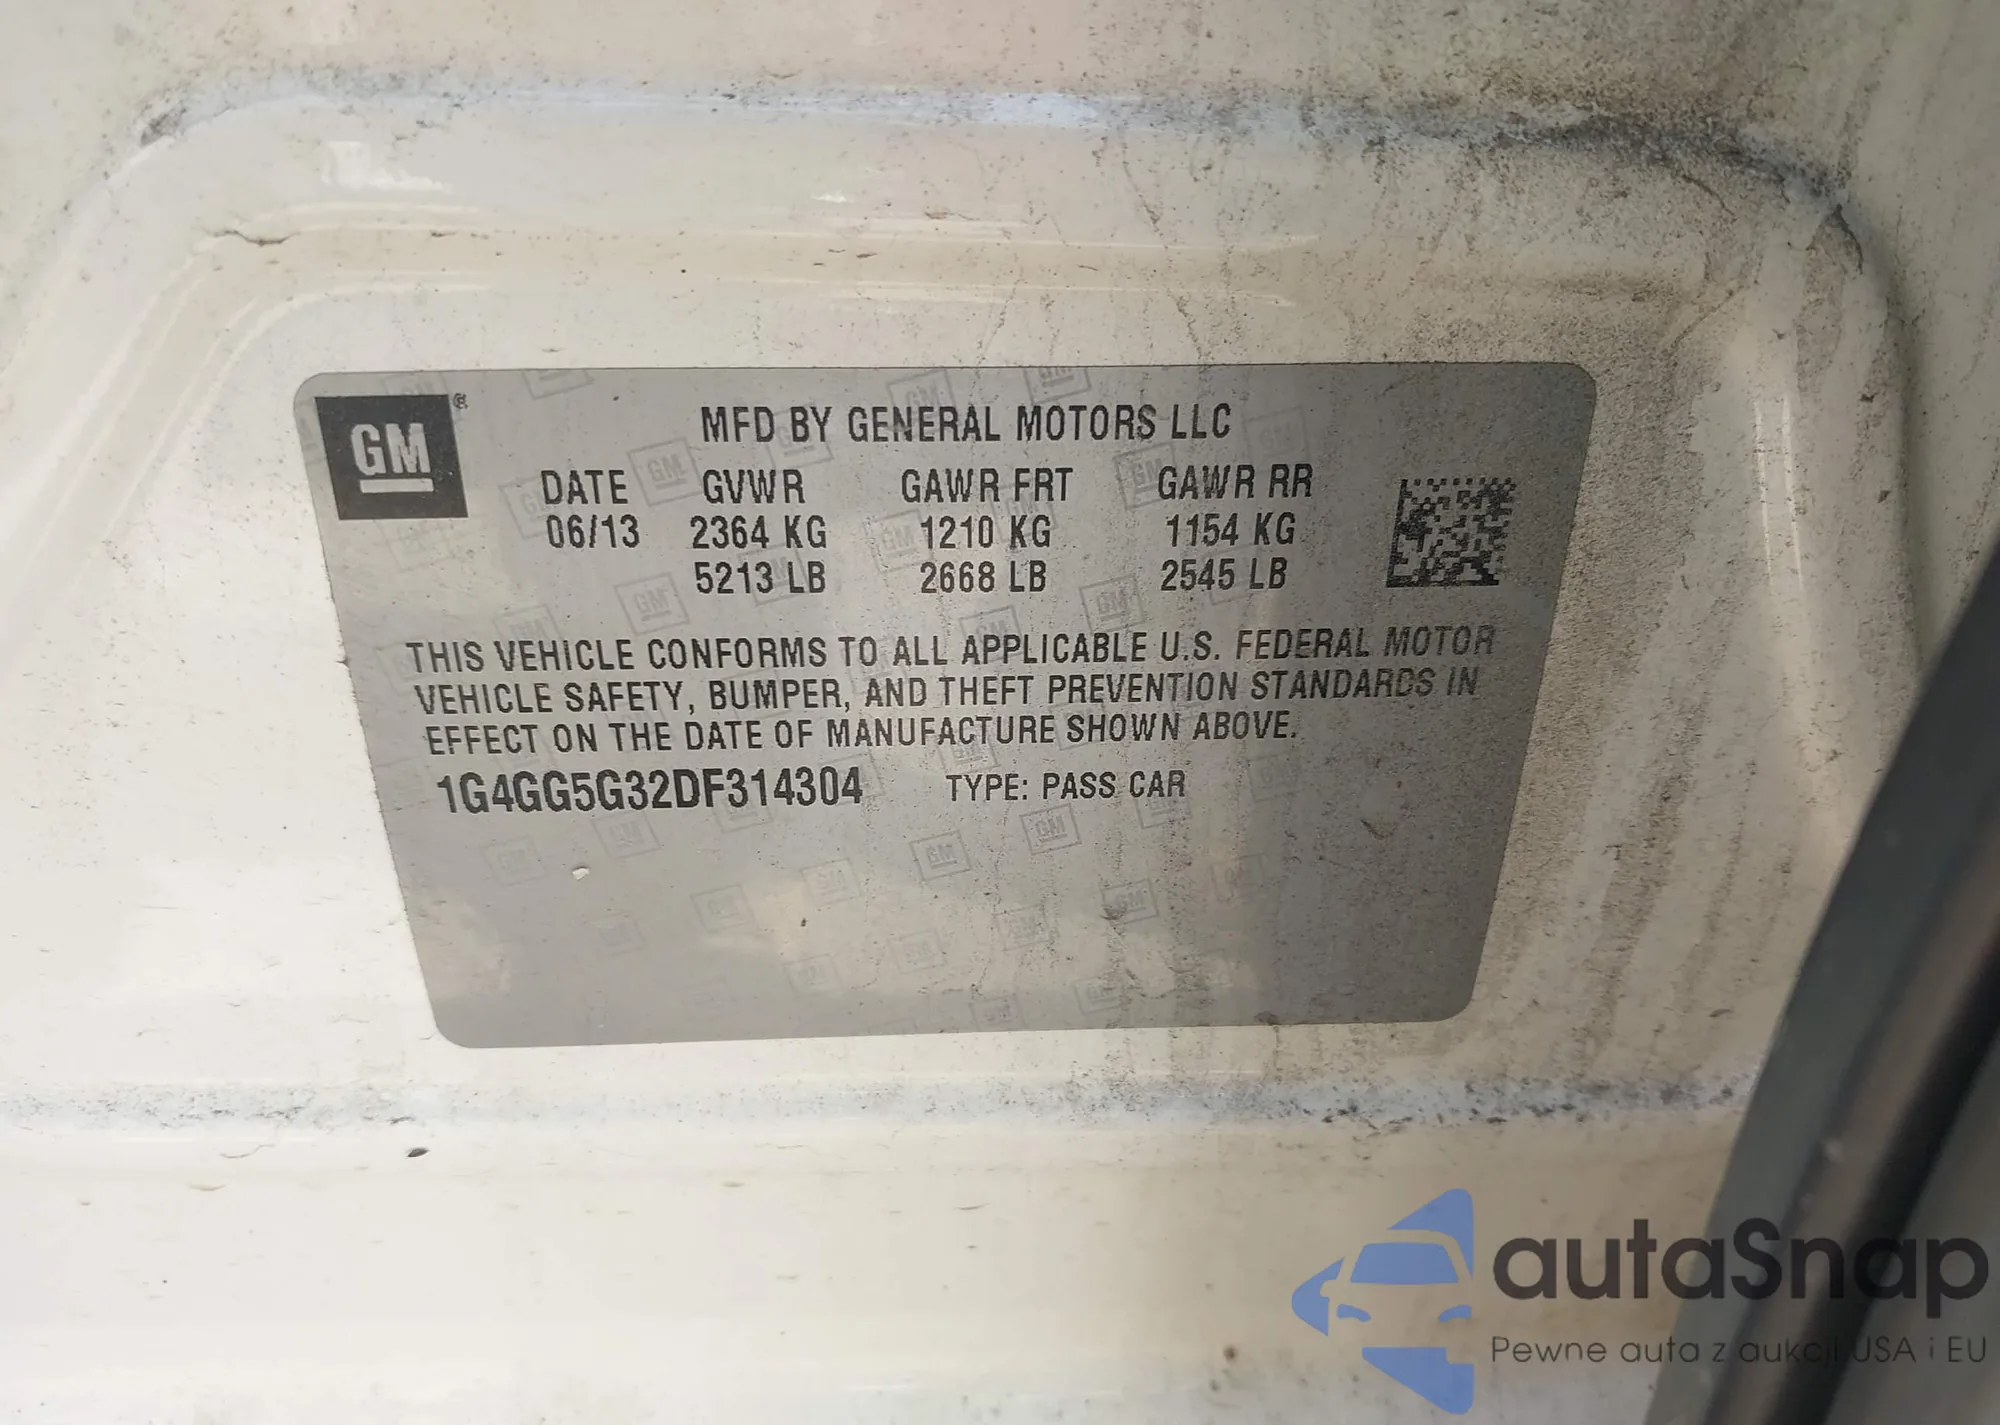 GM®
MFD BY GENERAL MOTORS LLC
DATE GVWR GAWR FRT GAWR RR
06/13 2364 KG 1210 KG 1154 KG
5213 LB 2668 LB 2545 LB
THIS VEHICLE CONFORMS TO ALL APPLICABLE U.S. FEDERAL MOTOR
VEHICLE SAFETY, BUMPER, AND THEFT PREVENTION STANDARDS IN
EFFECT ON THE DATE OF MANUFACTURE SHOWN ABOVE.
1G4GG5G32DF314304 TYPE: PASS CAR
autaSnap
Pewne auta z aukcji USA i EU